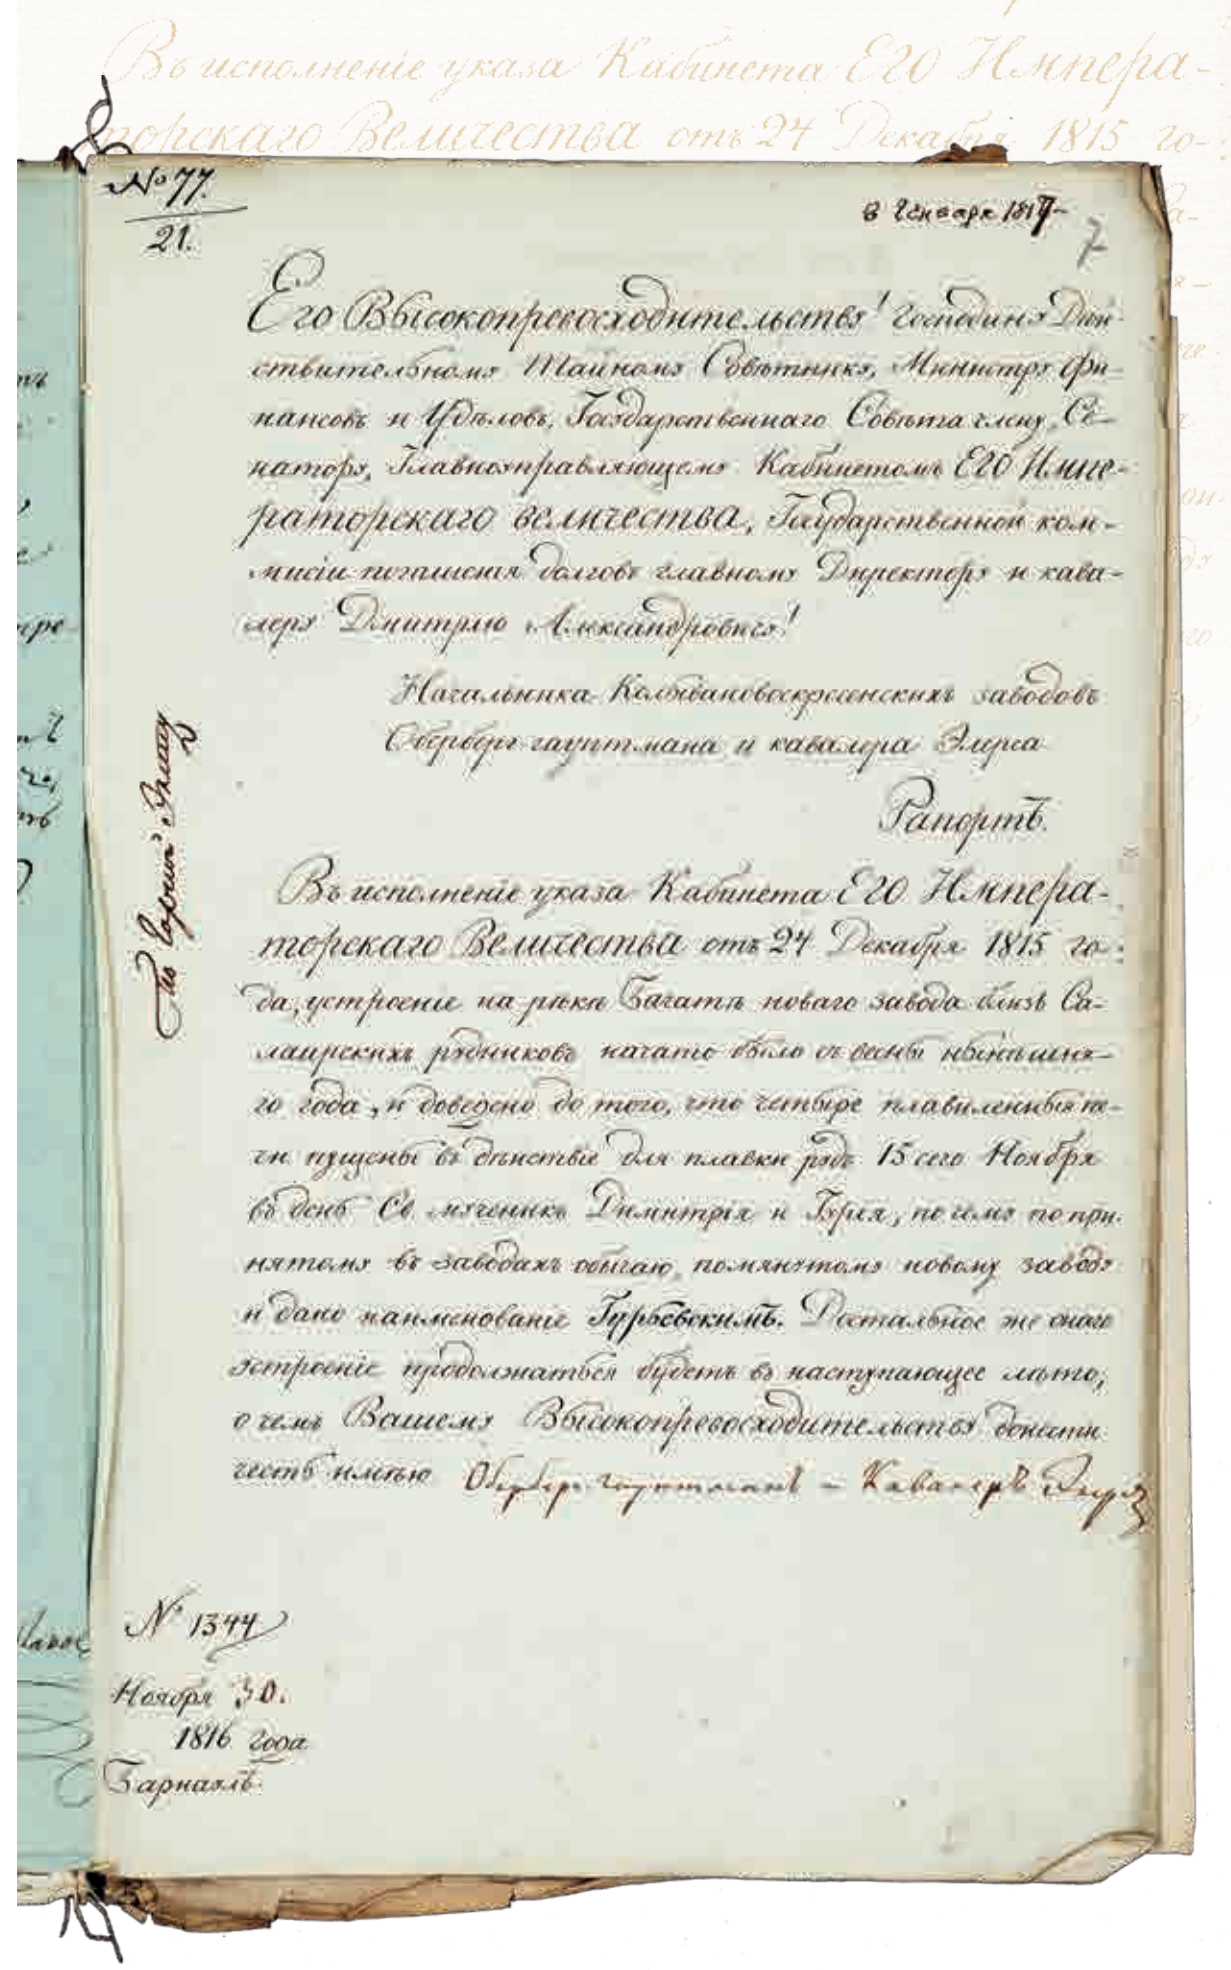 Въ исполненіе указа Кабинета ЕГО Импера-
торскаго Величества отъ 24 Декабря 1815 го-
№ 77.
21.
8 Генваря 1817
7
Его Высокопревосходительству! Господину Дѣй-
ствительному Тайному Совѣтнику, Министру Фи-
нансовъ и Удѣловъ, Государственнаго Совѣта члену, Се-
натору, Главноуправляющему Кабинетомъ ЕГО Импе-
раторскаго величества, Государственной ком-
мисіи погашенія долговъ главному Директору и кава-
леру Дмитрію Александровичу!
Начальника Колывановоскресенскихъ заводовъ
Обербергъ-гауптмана и кавалера Элерса
Рапортъ.
Въ исполненіе указа Кабинета ЕГО Импера-
торскаго Величества отъ 24 Декабря 1815 го-
да, устроеніе на рѣкѣ Бачатѣ новаго завода близъ Са-
лаирскихъ рудниковъ начато было съ весны нынѣшня-
го года, и доведено до того, что четыре плавиленныя пе-
чи пущены въ дѣйствіе для плавки рудъ 15 сего Ноября
въ день Св. мученикъ Димитрія и Гурія, по чему по при-
нятому въ заводахъ обычаю, помянутому новому заводу
и дано наименованіе Гурьевскимъ. Достальное же онаго
устроеніе продолжаться будетъ въ наступающее лѣто,
о чемъ Вашему Высокопревосходительству донести
честь имѣю Обербергъ-гауптманъ и Кавалеръ Элерсъ
По Горной Экспед
№ 1344
Ноября 30.
1816 года
Барнаулъ.